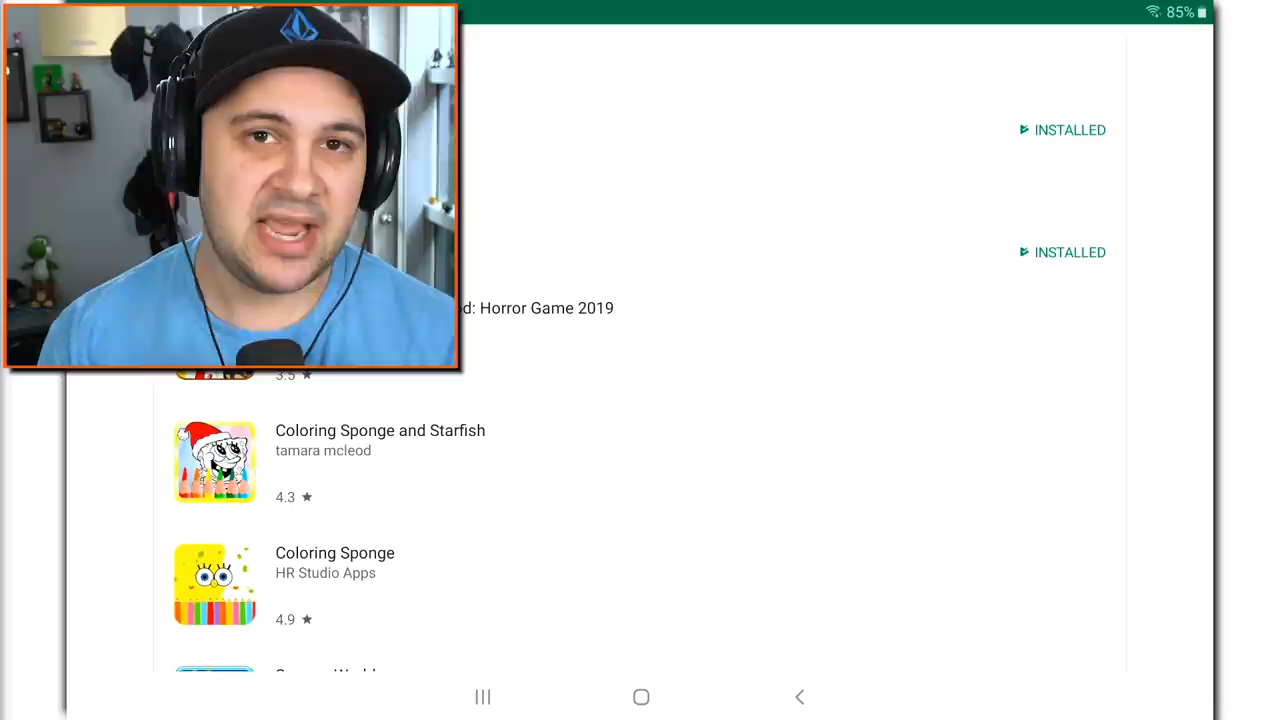 85%
INSTALLED
INSTALLED
d: Horror Game 2019
3.5 ★
Coloring Sponge and Starfish
tamara mcleod
4.3 ★
Coloring Sponge
HR Studio Apps
4.9 ★